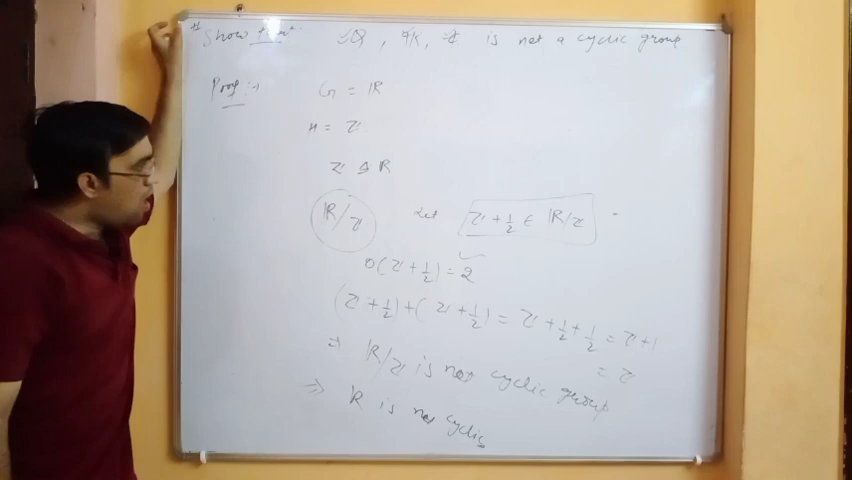 # Show that ℚ, ℝ, ℂ is not a cyclic group
Proof :→ G = ℝ
H = ℤ
ℤ ⊴ ℝ
ℝ/ℤ Let ℤ + 1/2 ∈ ℝ/ℤ
O(ℤ + 1/2) = 2
(ℤ + 1/2) + (ℤ + 1/2) = ℤ + 1/2 + 1/2 = ℤ + 1
= ℤ
⇒ ℝ/ℤ is not cyclic group
⇒ ℝ is not cyclic